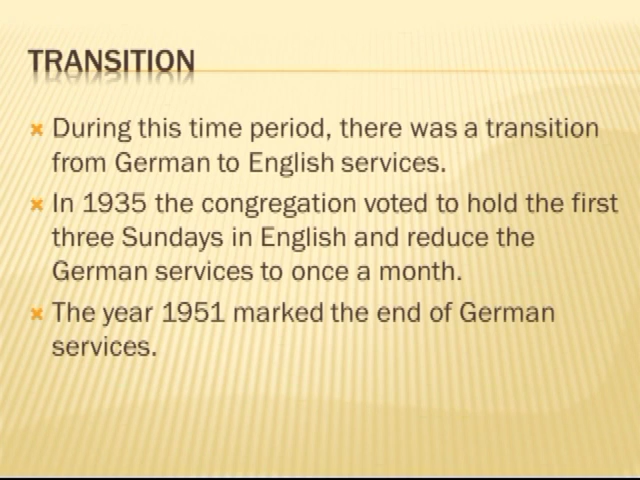 TRANSITION
During this time period, there was a transition
from German to English services.
In 1935 the congregation voted to hold the first
three Sundays in English and reduce the
German services to once a month.
The year 1951 marked the end of German
services.